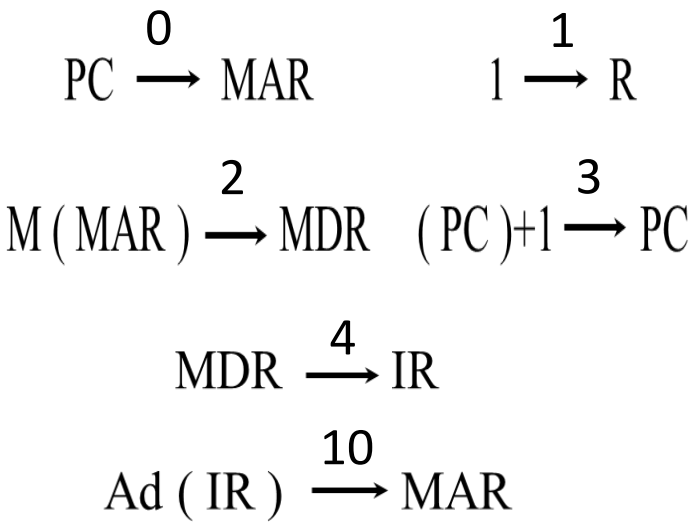 0 1
PC → MAR 1 → R
2 3
M ( MAR ) → MDR ( PC )+1 → PC
4
MDR → IR
10
Ad ( IR ) → MAR